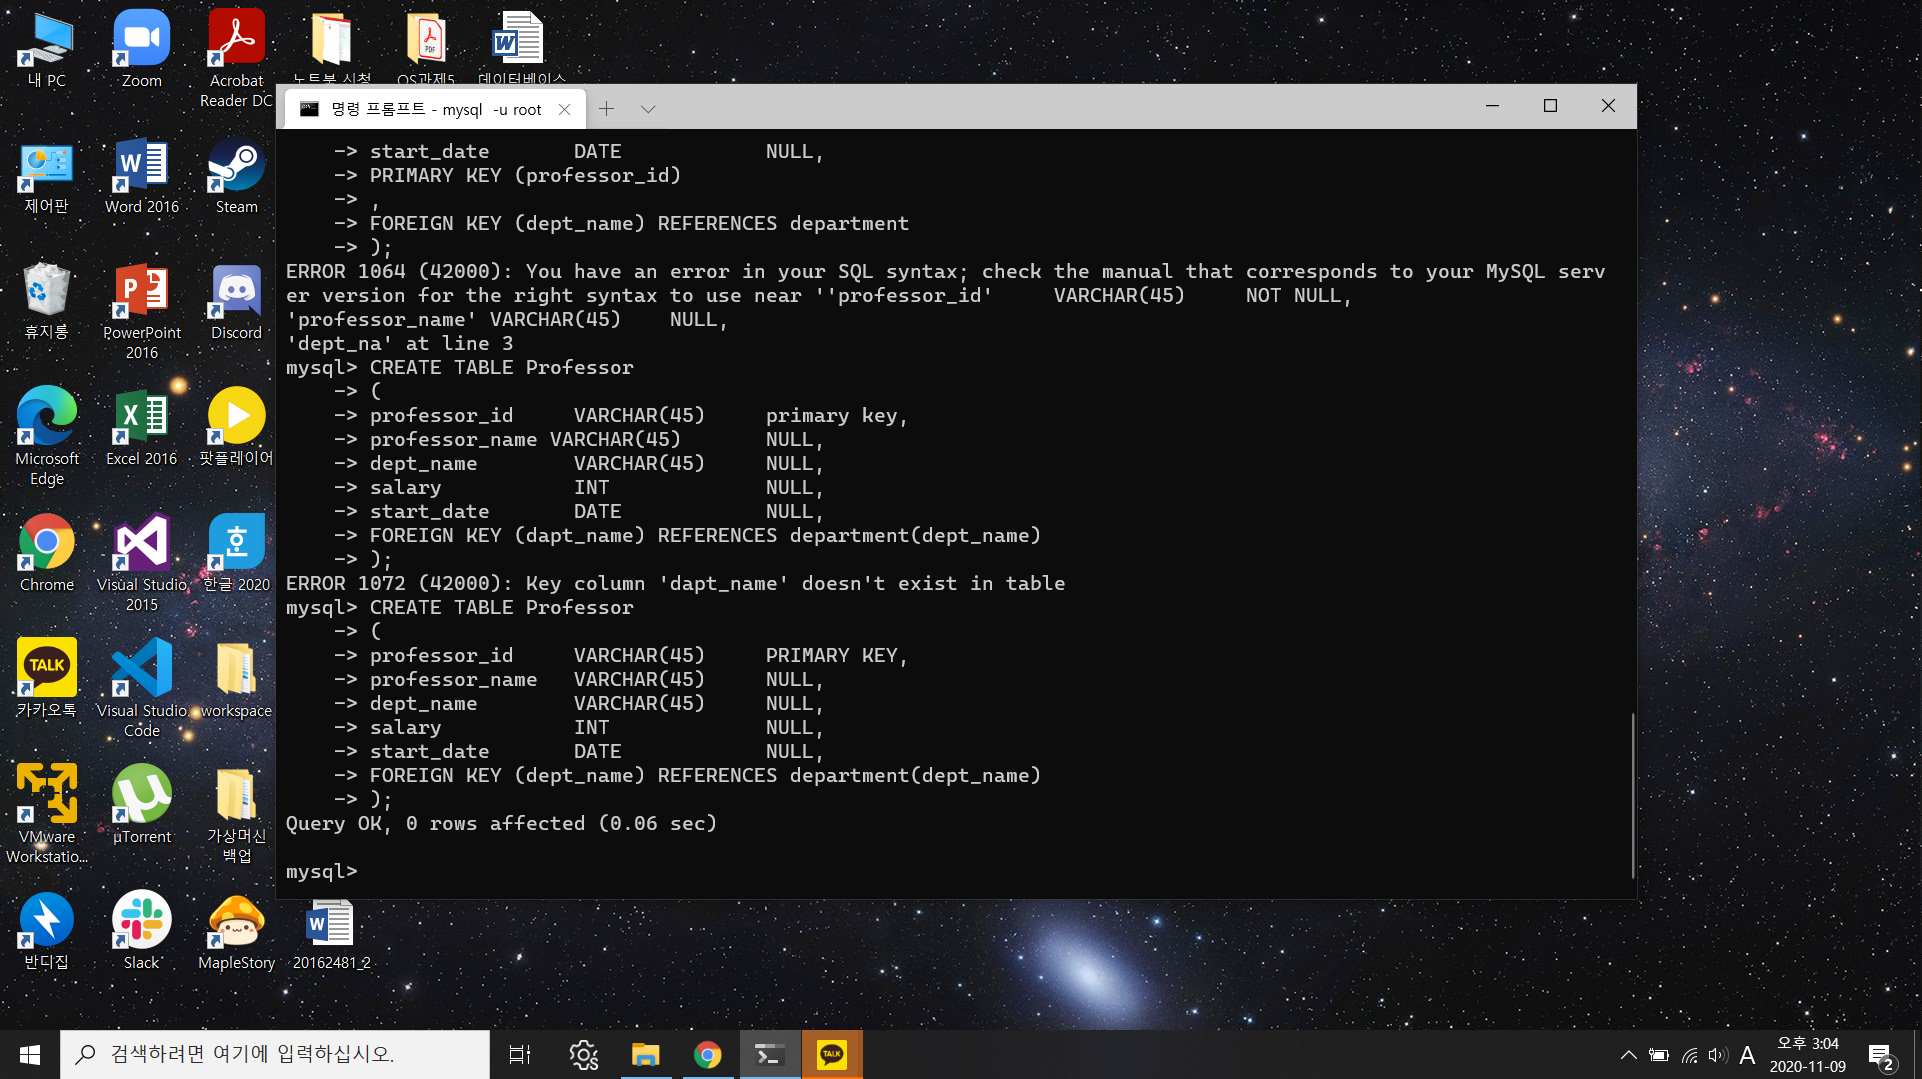 내 PC
Zoom
Acrobat
Reader DC
노트북 신청
OS과제5
데이터베이스
제어판
Word 2016
Steam
휴지통
PowerPoint
2016
Discord
Microsoft
Edge
Excel 2016
팟플레이어
Chrome
Visual Studio
2015
한글 2020
카카오톡
Visual Studio
Code
workspace
VMware
Workstatio...
µTorrent
가상머신
백업
반디집
Slack
MapleStory
20162481_2
명령 프롬프트 - mysql  -u root
    -> start_date       DATE            NULL,
    -> PRIMARY KEY (professor_id)
    -> ,
    -> FOREIGN KEY (dept_name) REFERENCES department
    -> );
ERROR 1064 (42000): You have an error in your SQL syntax; check the manual that corresponds to your MySQL serv
er version for the right syntax to use near ''professor_id'     VARCHAR(45)     NOT NULL,
'professor_name' VARCHAR(45)    NULL,
'dept_na' at line 3
mysql> CREATE TABLE Professor
    -> (
    -> professor_id     VARCHAR(45)     primary key,
    -> professor_name VARCHAR(45)       NULL,
    -> dept_name        VARCHAR(45)     NULL,
    -> salary           INT             NULL,
    -> start_date       DATE            NULL,
    -> FOREIGN KEY (dapt_name) REFERENCES department(dept_name)
    -> );
ERROR 1072 (42000): Key column 'dapt_name' doesn't exist in table
mysql> CREATE TABLE Professor
    -> (
    -> professor_id     VARCHAR(45)     PRIMARY KEY,
    -> professor_name   VARCHAR(45)     NULL,
    -> dept_name        VARCHAR(45)     NULL,
    -> salary           INT             NULL,
    -> start_date       DATE            NULL,
    -> FOREIGN KEY (dept_name) REFERENCES department(dept_name)
    -> );
Query OK, 0 rows affected (0.06 sec)
mysql>
검색하려면 여기에 입력하십시오.
A
오후 3:04
2020-11-09
2